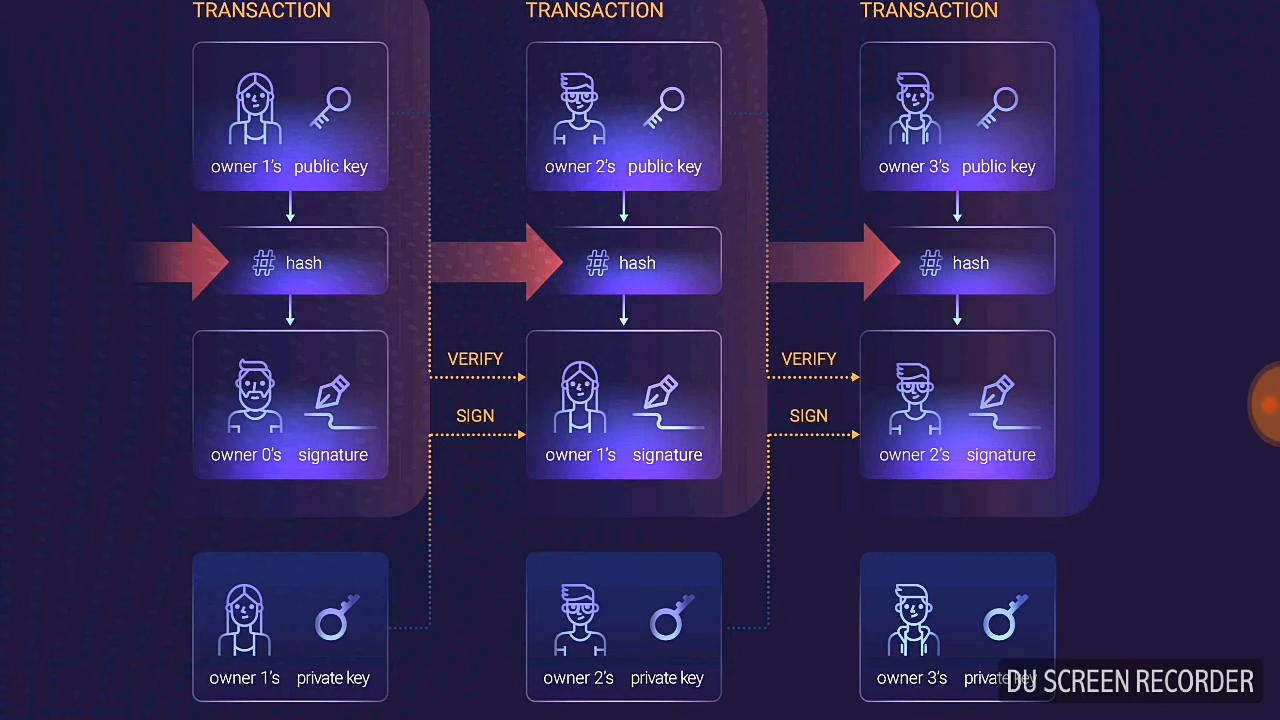 TRANSACTION TRANSACTION TRANSACTION
owner 1's public key owner 2's public key owner 3's public key
# hash # hash # hash
VERIFY VERIFY
SIGN SIGN
owner 0's signature owner 1's signature owner 2's signature
owner 1's private key owner 2's private key owner 3's private key
DU SCREEN RECORDER